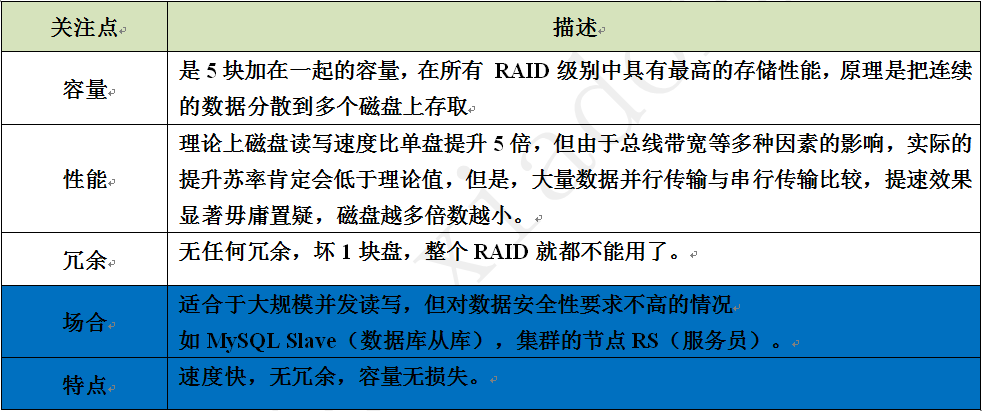 关注点 描述
容量
是 5 块加在一起的容量，在所有 RAID 级别中具有最高的存储性能，原理是把连续
的数据分散到多个磁盘上存取
性能
理论上磁盘读写速度比单盘提升 5 倍，但由于总线带宽等多种因素的影响，实际的
提升苏率肯定会低于理论值，但是，大量数据并行传输与串行传输比较，提速效果
显著毋庸置疑，磁盘越多倍数越小。
冗余
无任何冗余，坏 1 块盘，整个 RAID 就都不能用了。
场合
适合于大规模并发读写，但对数据安全性要求不高的情况
如 MySQL Slave（数据库从库），集群的节点 RS（服务员）。
特点
速度快，无冗余，容量无损失。